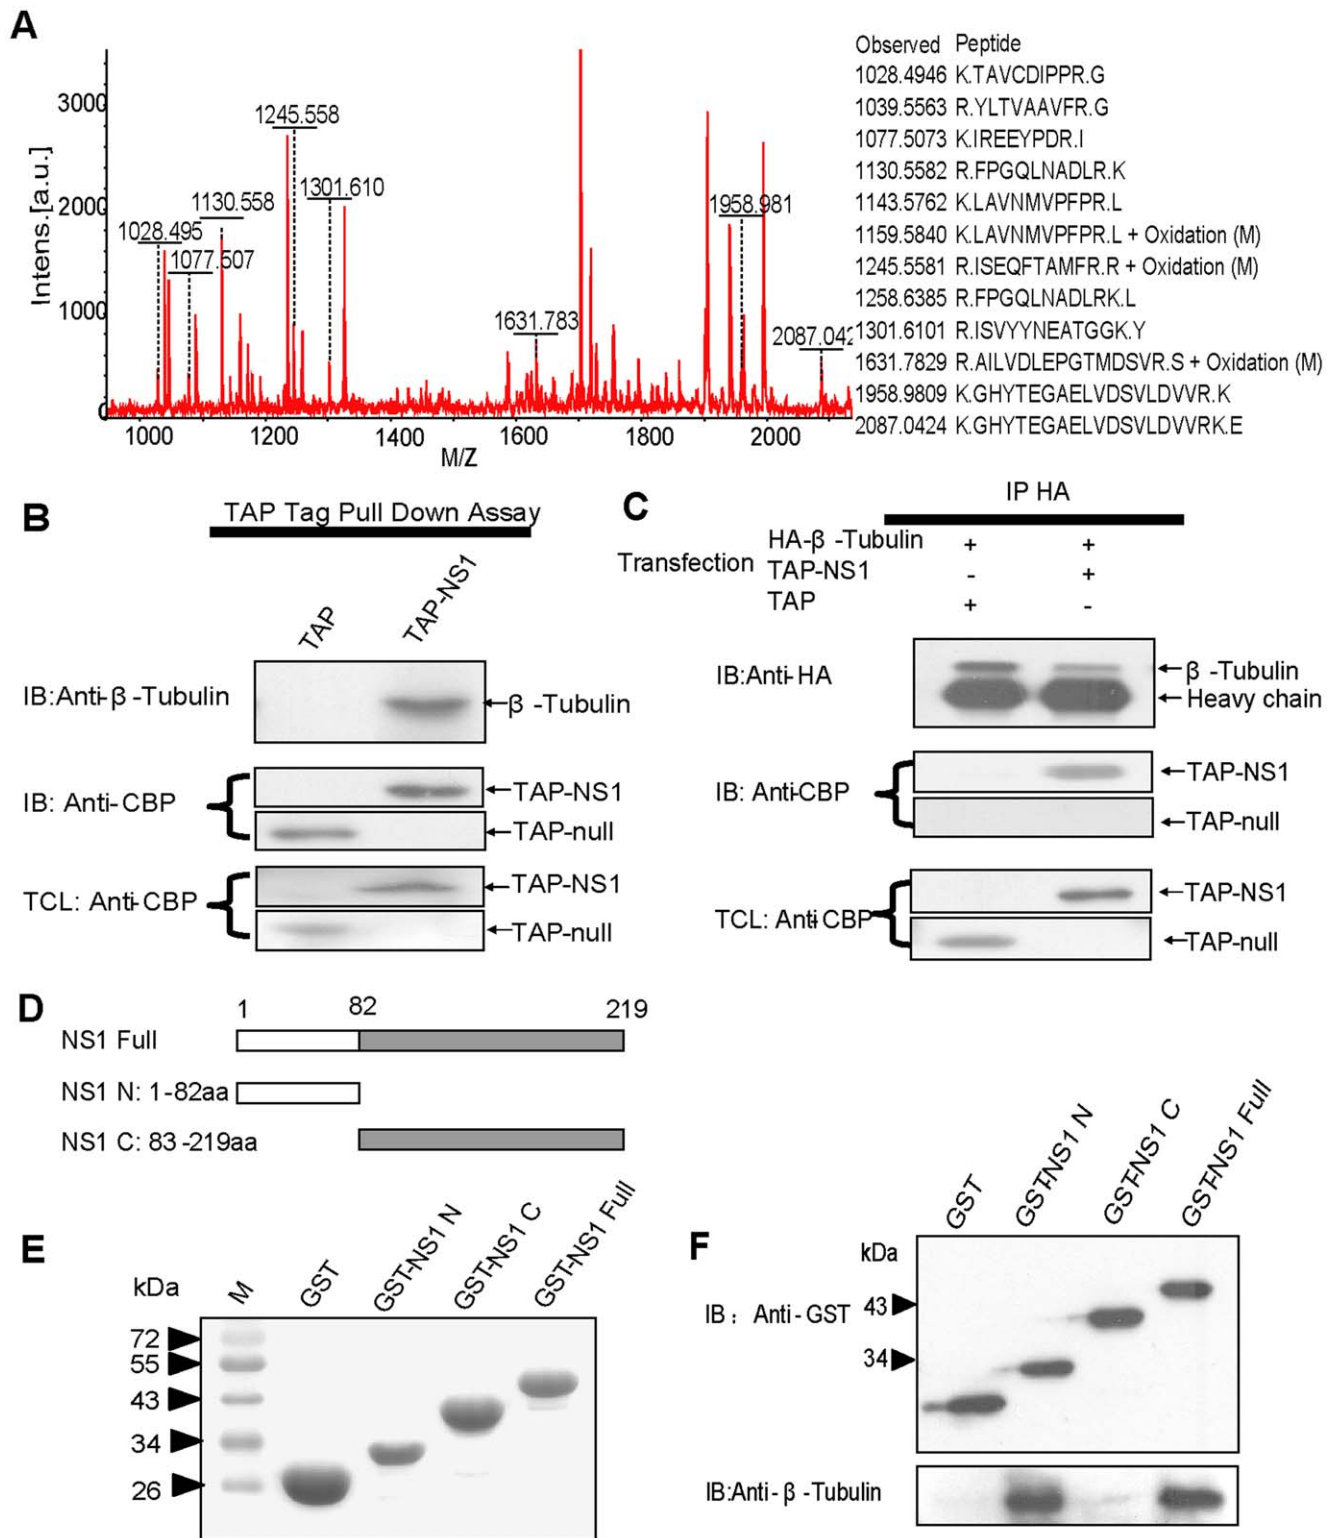 A
Intens.[a.u.]
3000
2000
1000
0
1028.495
1077.507
1130.558
1245.558
1301.610
1631.783
1958.981
2087.042
1000 1200 1400 1600 1800 2000
M/Z
Observed Peptide
1028.4946 K.TAVCDIPPR.G
1039.5563 R.YLTVAAVFR.G
1077.5073 K.IREEYPDR.I
1130.5582 R.FPGQLNADLR.K
1143.5762 K.LAVNMVPFPR.L
1159.5840 K.LAVNMVPFPR.L + Oxidation (M)
1245.5581 R.ISEQFTAMFR.R + Oxidation (M)
1258.6385 R.FPGQLNADLRK.L
1301.6101 R.ISVYYNEATGGK.Y
1631.7829 R.AILVDLEPGTMDSVR.S + Oxidation (M)
1958.9809 K.GHYTEGAELVDSVLDVVR.K
2087.0424 K.GHYTEGAELVDSVLDVVRK.E
B
TAP Tag Pull Down Assay
TAP TAP-NS1
IB:Anti-β-Tubulin β-Tubulin
IB: Anti-CBP TAP-NS1
TAP-null
TCL: Anti-CBP TAP-NS1
TAP-null
C
IP HA
Transfection
HA-β-Tubulin + +
TAP-NS1 - +
TAP + -
IB:Anti-HA β-Tubulin
Heavy chain
IB: Anti-CBP TAP-NS1
TAP-null
TCL: Anti-CBP TAP-NS1
TAP-null
D
1 82 219
NS1 Full
NS1 N: 1-82aa
NS1 C: 83-219aa
E
kDa M GST GST-NS1 N GST-NS1 C GST-NS1 Full
72
55
43
34
26
F
GST GST-NS1 N GST-NS1 C GST-NS1 Full
kDa
IB: Anti-GST
43
34
IB:Anti-β-Tubulin